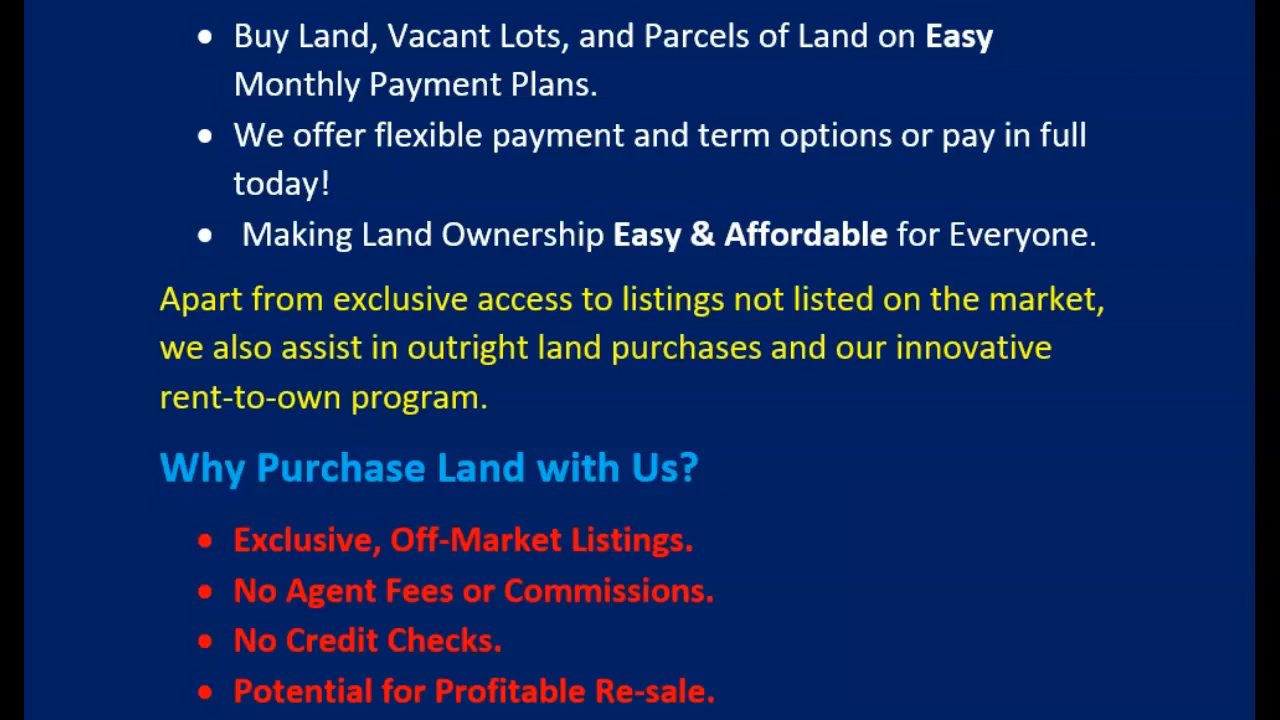 • Buy Land, Vacant Lots, and Parcels of Land on Easy
Monthly Payment Plans.
• We offer flexible payment and term options or pay in full
today!
• Making Land Ownership Easy & Affordable for Everyone.
Apart from exclusive access to listings not listed on the market,
we also assist in outright land purchases and our innovative
rent-to-own program.
Why Purchase Land with Us?
• Exclusive, Off-Market Listings.
• No Agent Fees or Commissions.
• No Credit Checks.
• Potential for Profitable Re-sale.